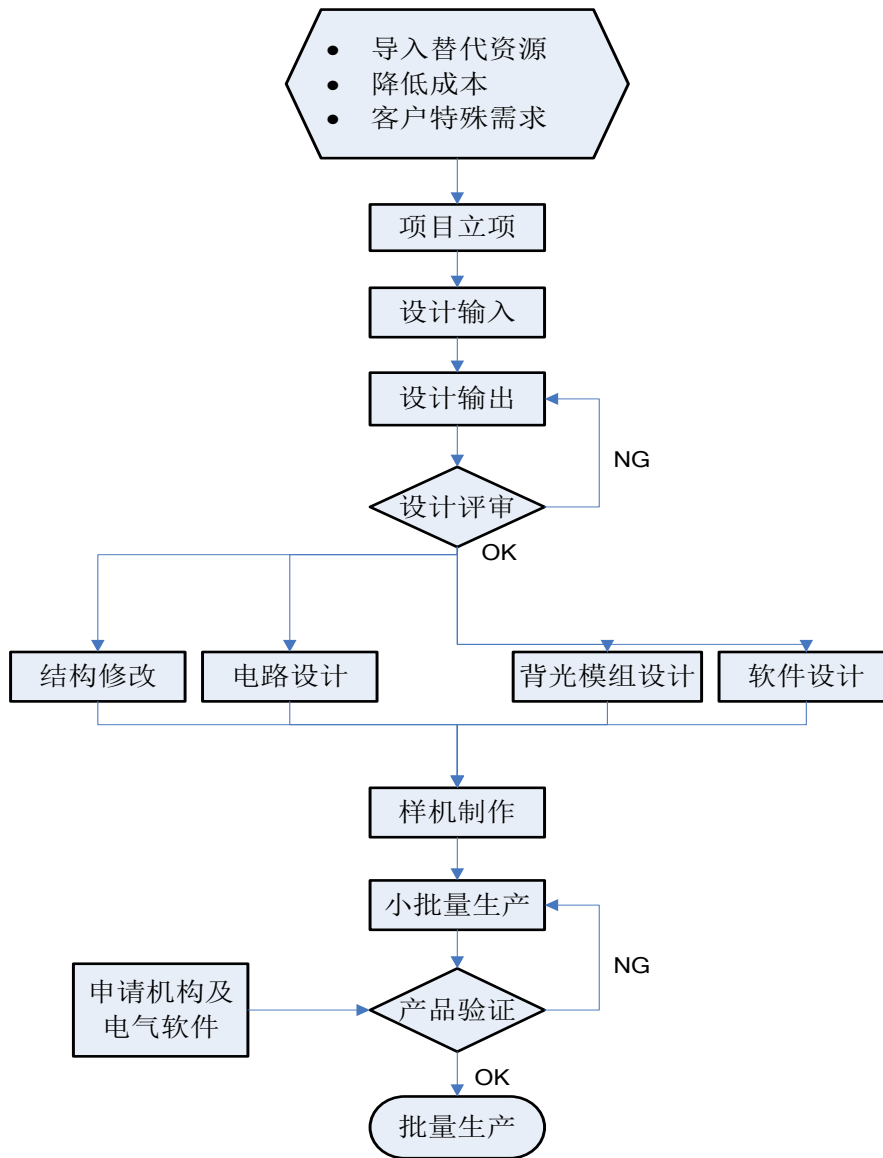 ● 导入替代资源
● 降低成本
● 客户特殊需求
项目立项
设计输入
设计输出
NG
设计评审
OK
结构修改 电路设计 背光模组设计 软件设计
样机制作
小批量生产
NG
申请机构及
电气软件
产品验证
OK
批量生产